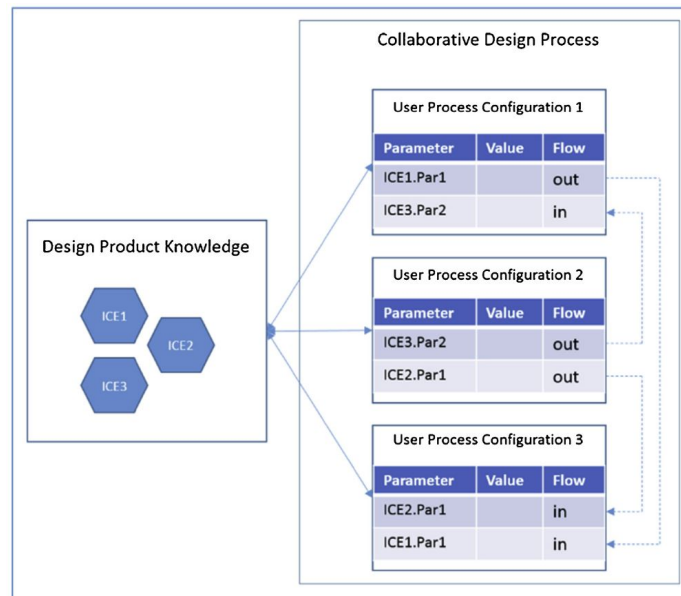 Collaborative Design Process
User Process Configuration 1
Parameter Value Flow
ICE1.Par1 out
ICE3.Par2 in
Design Product Knowledge
ICE1
ICE2
ICE3
User Process Configuration 2
Parameter Value Flow
ICE3.Par2 out
ICE2.Par1 out
User Process Configuration 3
Parameter Value Flow
ICE2.Par1 in
ICE1.Par1 in